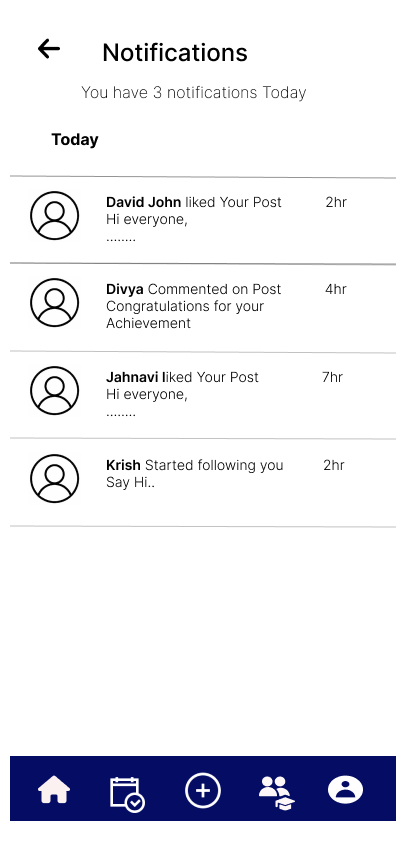 Notifications
You have 3 notifications Today
Today
David John liked Your Post 2hr
Hi everyone,
........
Divya Commented on Post 4hr
Congratulations for your
Achievement
Jahnavi liked Your Post 7hr
Hi everyone,
........
Krish Started following you 2hr
Say Hi..